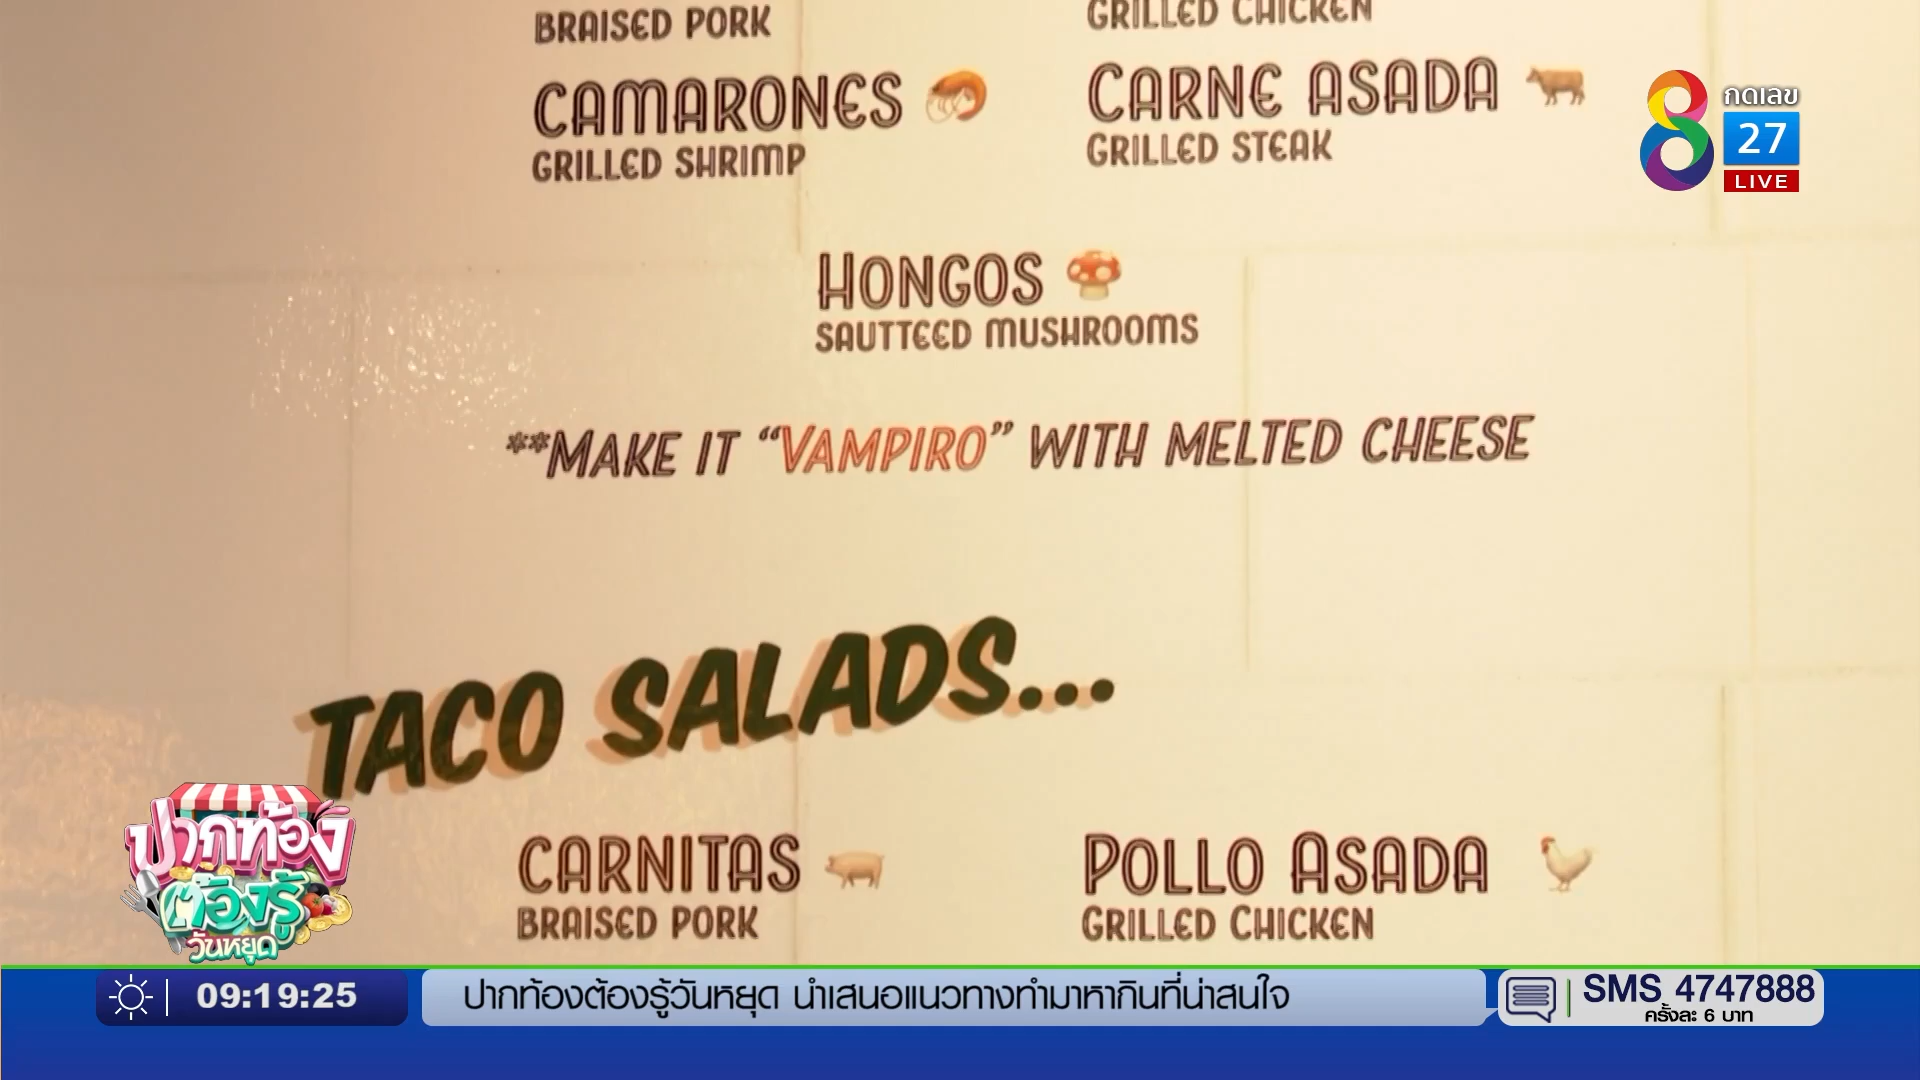 BRAISED PORK
GRILLED CHICKEN
CAMARONES
GRILLED SHRIMP
CARNE ASADA
GRILLED STEAK
กดเลข
8
27
LIVE
HONGOS
SAUTTEED MUSHROOMS
**MAKE IT “VAMPIRO” WITH MELTED CHEESE
TACO SALADS...
CARNITAS
BRAISED PORK
POLLO ASADA
GRILLED CHICKEN
ปากท้อง
ต้องรู้
วันหยุด
09:19:25
ปากท้องต้องรู้วันหยุด นำเสนอแนวทางทำมาหากินที่น่าสนใจ
SMS 4747888
ครั้งละ 6 บาท